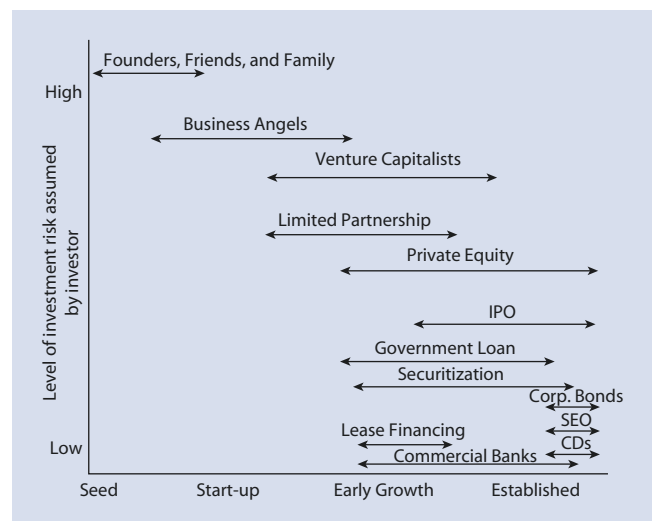 Founders, Friends, and Family
High
Business Angels
Venture Capitalists
Level of investment risk assumed
by investor
Limited Partnership
Private Equity
IPO
Government Loan
Securitization
Corp. Bonds
SEO
Lease Financing
CDs
Low
Commercial Banks
Seed
Start-up
Early Growth
Established